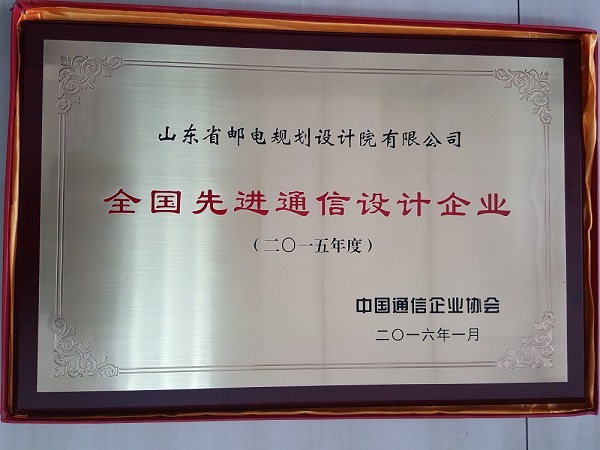 山东省邮电规划设计院有限公司
全国先进通信设计企业
（二〇一五年度）
中国通信企业协会
二〇一六年一月